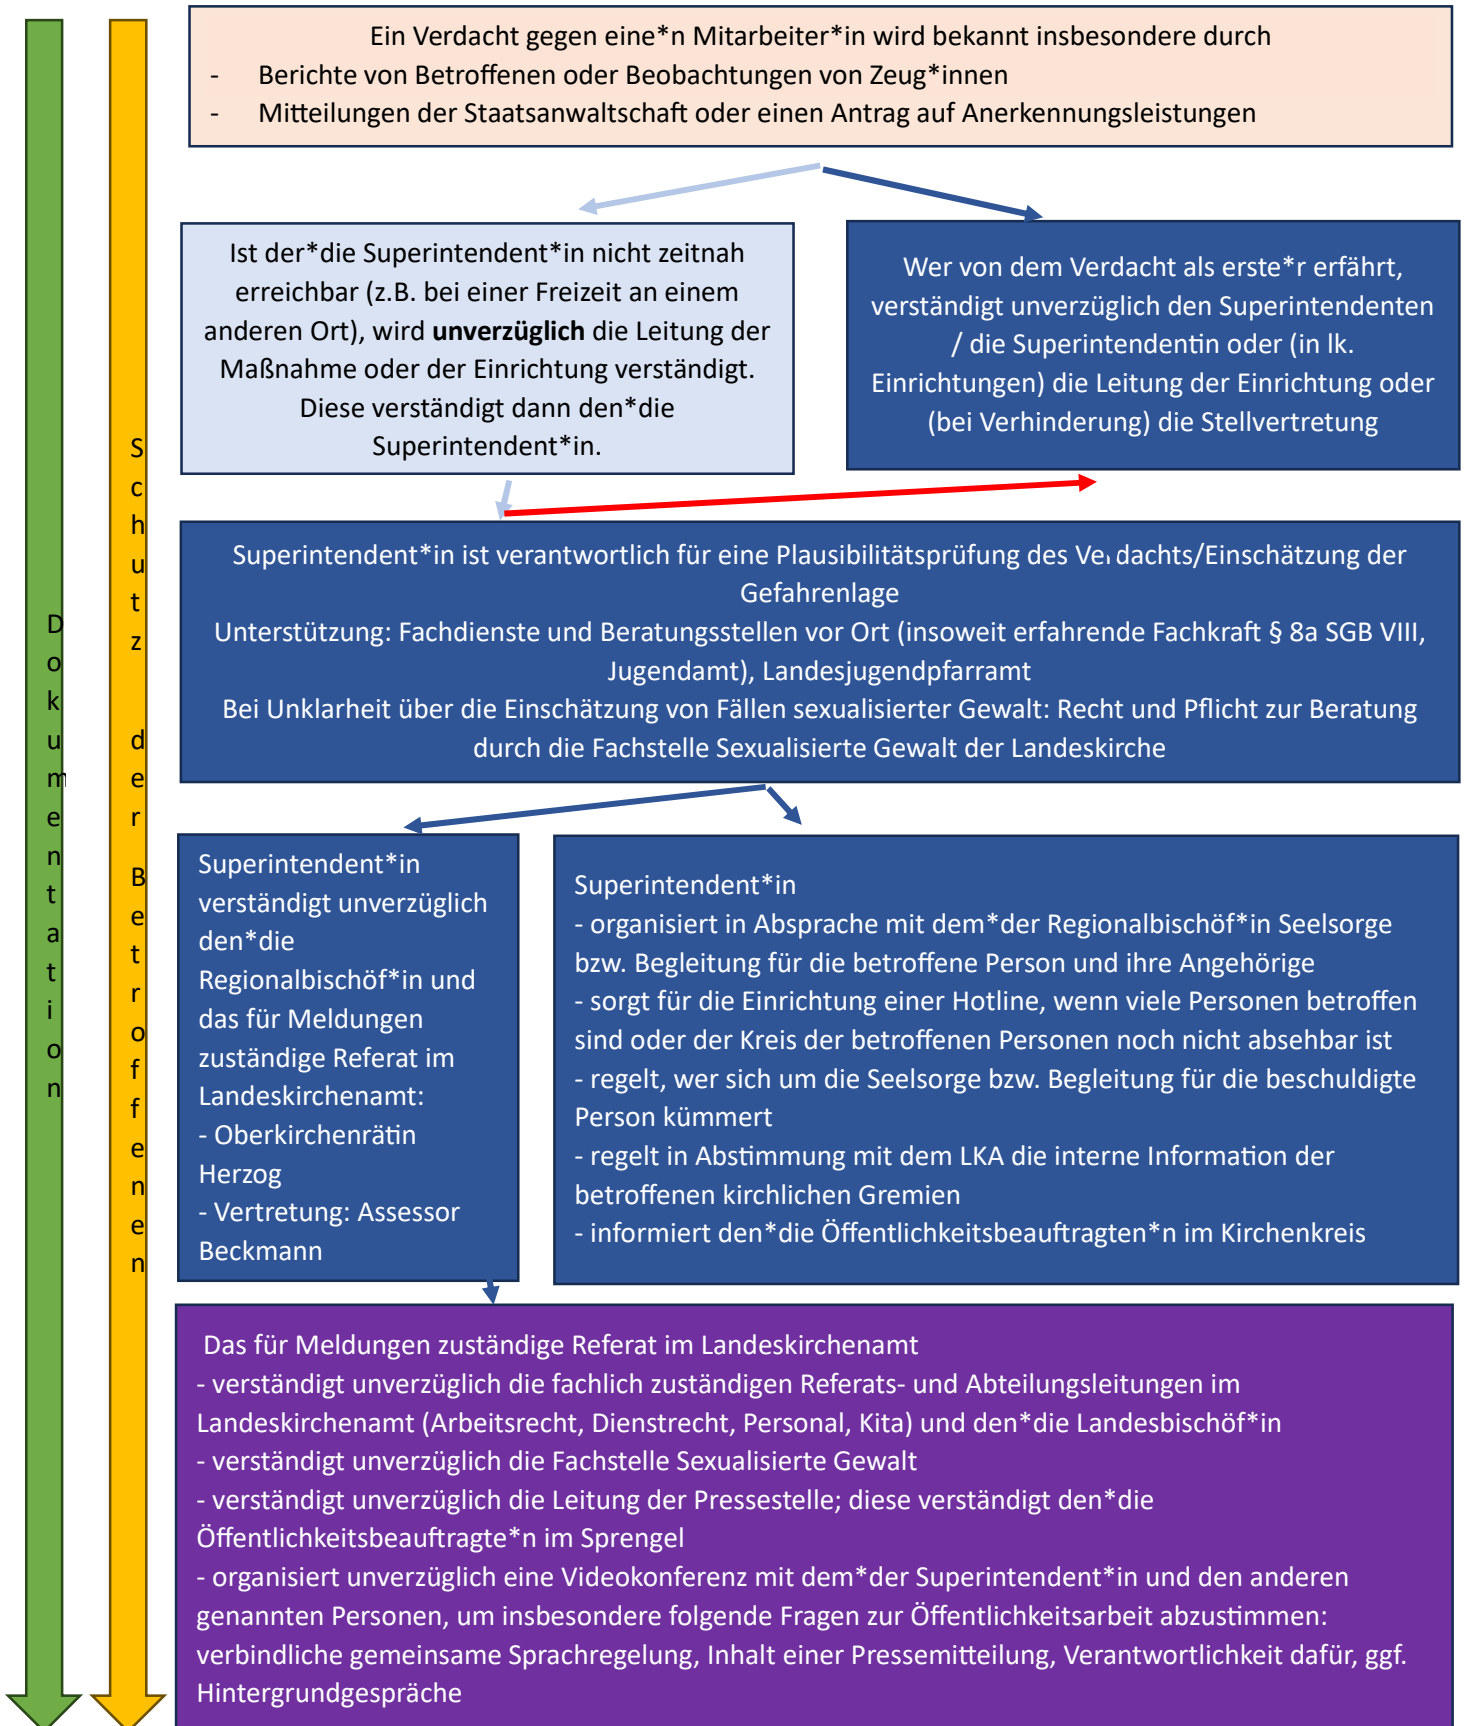 Ein Verdacht gegen eine*n Mitarbeiter*in wird bekannt insbesondere durch
- Berichte von Betroffenen oder Beobachtungen von Zeug*innen
- Mitteilungen der Staatsanwaltschaft oder einen Antrag auf Anerkennungsleistungen
Ist der*die Superintendent*in nicht zeitnah
erreichbar (z.B. bei einer Freizeit an einem
anderen Ort), wird unverzüglich die Leitung der
Maßnahme oder der Einrichtung verständigt.
Diese verständigt dann den*die
Superintendent*in.
Wer von dem Verdacht als erste*r erfährt,
verständigt unverzüglich den Superintendenten
/ die Superintendentin oder (in lk.
Einrichtungen) die Leitung der Einrichtung oder
(bei Verhinderung) die Stellvertretung
Superintendent*in ist verantwortlich für eine Plausibilitätsprüfung des Verdachts/Einschätzung der
Gefahrenlage
Unterstützung: Fachdienste und Beratungsstellen vor Ort (insoweit erfahrende Fachkraft § 8a SGB VIII,
Jugendamt), Landesjugendpfarramt
Bei Unklarheit über die Einschätzung von Fällen sexualisierter Gewalt: Recht und Pflicht zur Beratung
durch die Fachstelle Sexualisierte Gewalt der Landeskirche
Superintendent*in
verständigt unverzüglich
den*die
Regionalbischöf*in und
das für Meldungen
zuständige Referat im
Landeskirchenamt:
- Oberkirchenrätin
Herzog
- Vertretung: Assessor
Beckmann
Superintendent*in
- organisiert in Absprache mit dem*der Regionalbischöf*in Seelsorge
bzw. Begleitung für die betroffene Person und ihre Angehörige
- sorgt für die Einrichtung einer Hotline, wenn viele Personen betroffen
sind oder der Kreis der betroffenen Personen noch nicht absehbar ist
- regelt, wer sich um die Seelsorge bzw. Begleitung für die beschuldigte
Person kümmert
- regelt in Abstimmung mit dem LKA die interne Information der
betroffenen kirchlichen Gremien
- informiert den*die Öffentlichkeitsbeauftragten*n im Kirchenkreis
Das für Meldungen zuständige Referat im Landeskirchenamt
- verständigt unverzüglich die fachlich zuständigen Referats- und Abteilungsleitungen im
Landeskirchenamt (Arbeitsrecht, Dienstrecht, Personal, Kita) und den*die Landesbischöf*in
- verständigt unverzüglich die Fachstelle Sexualisierte Gewalt
- verständigt unverzüglich die Leitung der Pressestelle; diese verständigt den*die
Öffentlichkeitsbeauftragte*n im Sprengel
- organisiert unverzüglich eine Videokonferenz mit dem*der Superintendent*in und den anderen
genannten Personen, um insbesondere folgende Fragen zur Öffentlichkeitsarbeit abzustimmen:
verbindliche gemeinsame Sprachregelung, Inhalt einer Pressemitteilung, Verantwortlichkeit dafür, ggf.
Hintergrundgespräche
Dokumentation
Schutz der Betroffenen